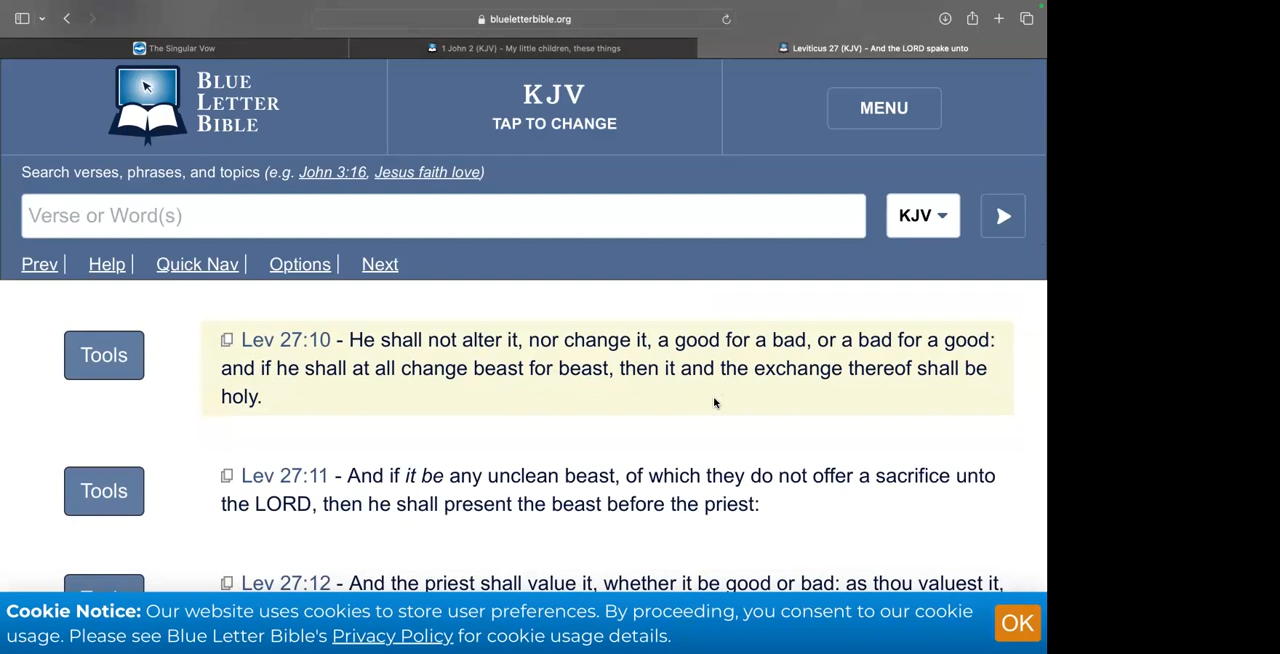 blueletterbible.org
The Singular Vow
1 John 2 (KJV) - My little children, these things
Leviticus 27 (KJV) - And the LORD spake unto
BLUE
LETTER
BIBLE
KJV
TAP TO CHANGE
MENU
Search verses, phrases, and topics (e.g. John 3:16, Jesus faith love)
Verse or Word(s)
KJV
Prev | Help | Quick Nav | Options | Next
Tools
Lev 27:10 - He shall not alter it, nor change it, a good for a bad, or a bad for a good:
and if he shall at all change beast for beast, then it and the exchange thereof shall be
holy.
Tools
Lev 27:11 - And if it be any unclean beast, of which they do not offer a sacrifice unto
the LORD, then he shall present the beast before the priest:
Lev 27:12 - And the priest shall value it, whether it be good or bad: as thou valuest it,
Cookie Notice: Our website uses cookies to store user preferences. By proceeding, you consent to our cookie
usage. Please see Blue Letter Bible's Privacy Policy for cookie usage details.
OK